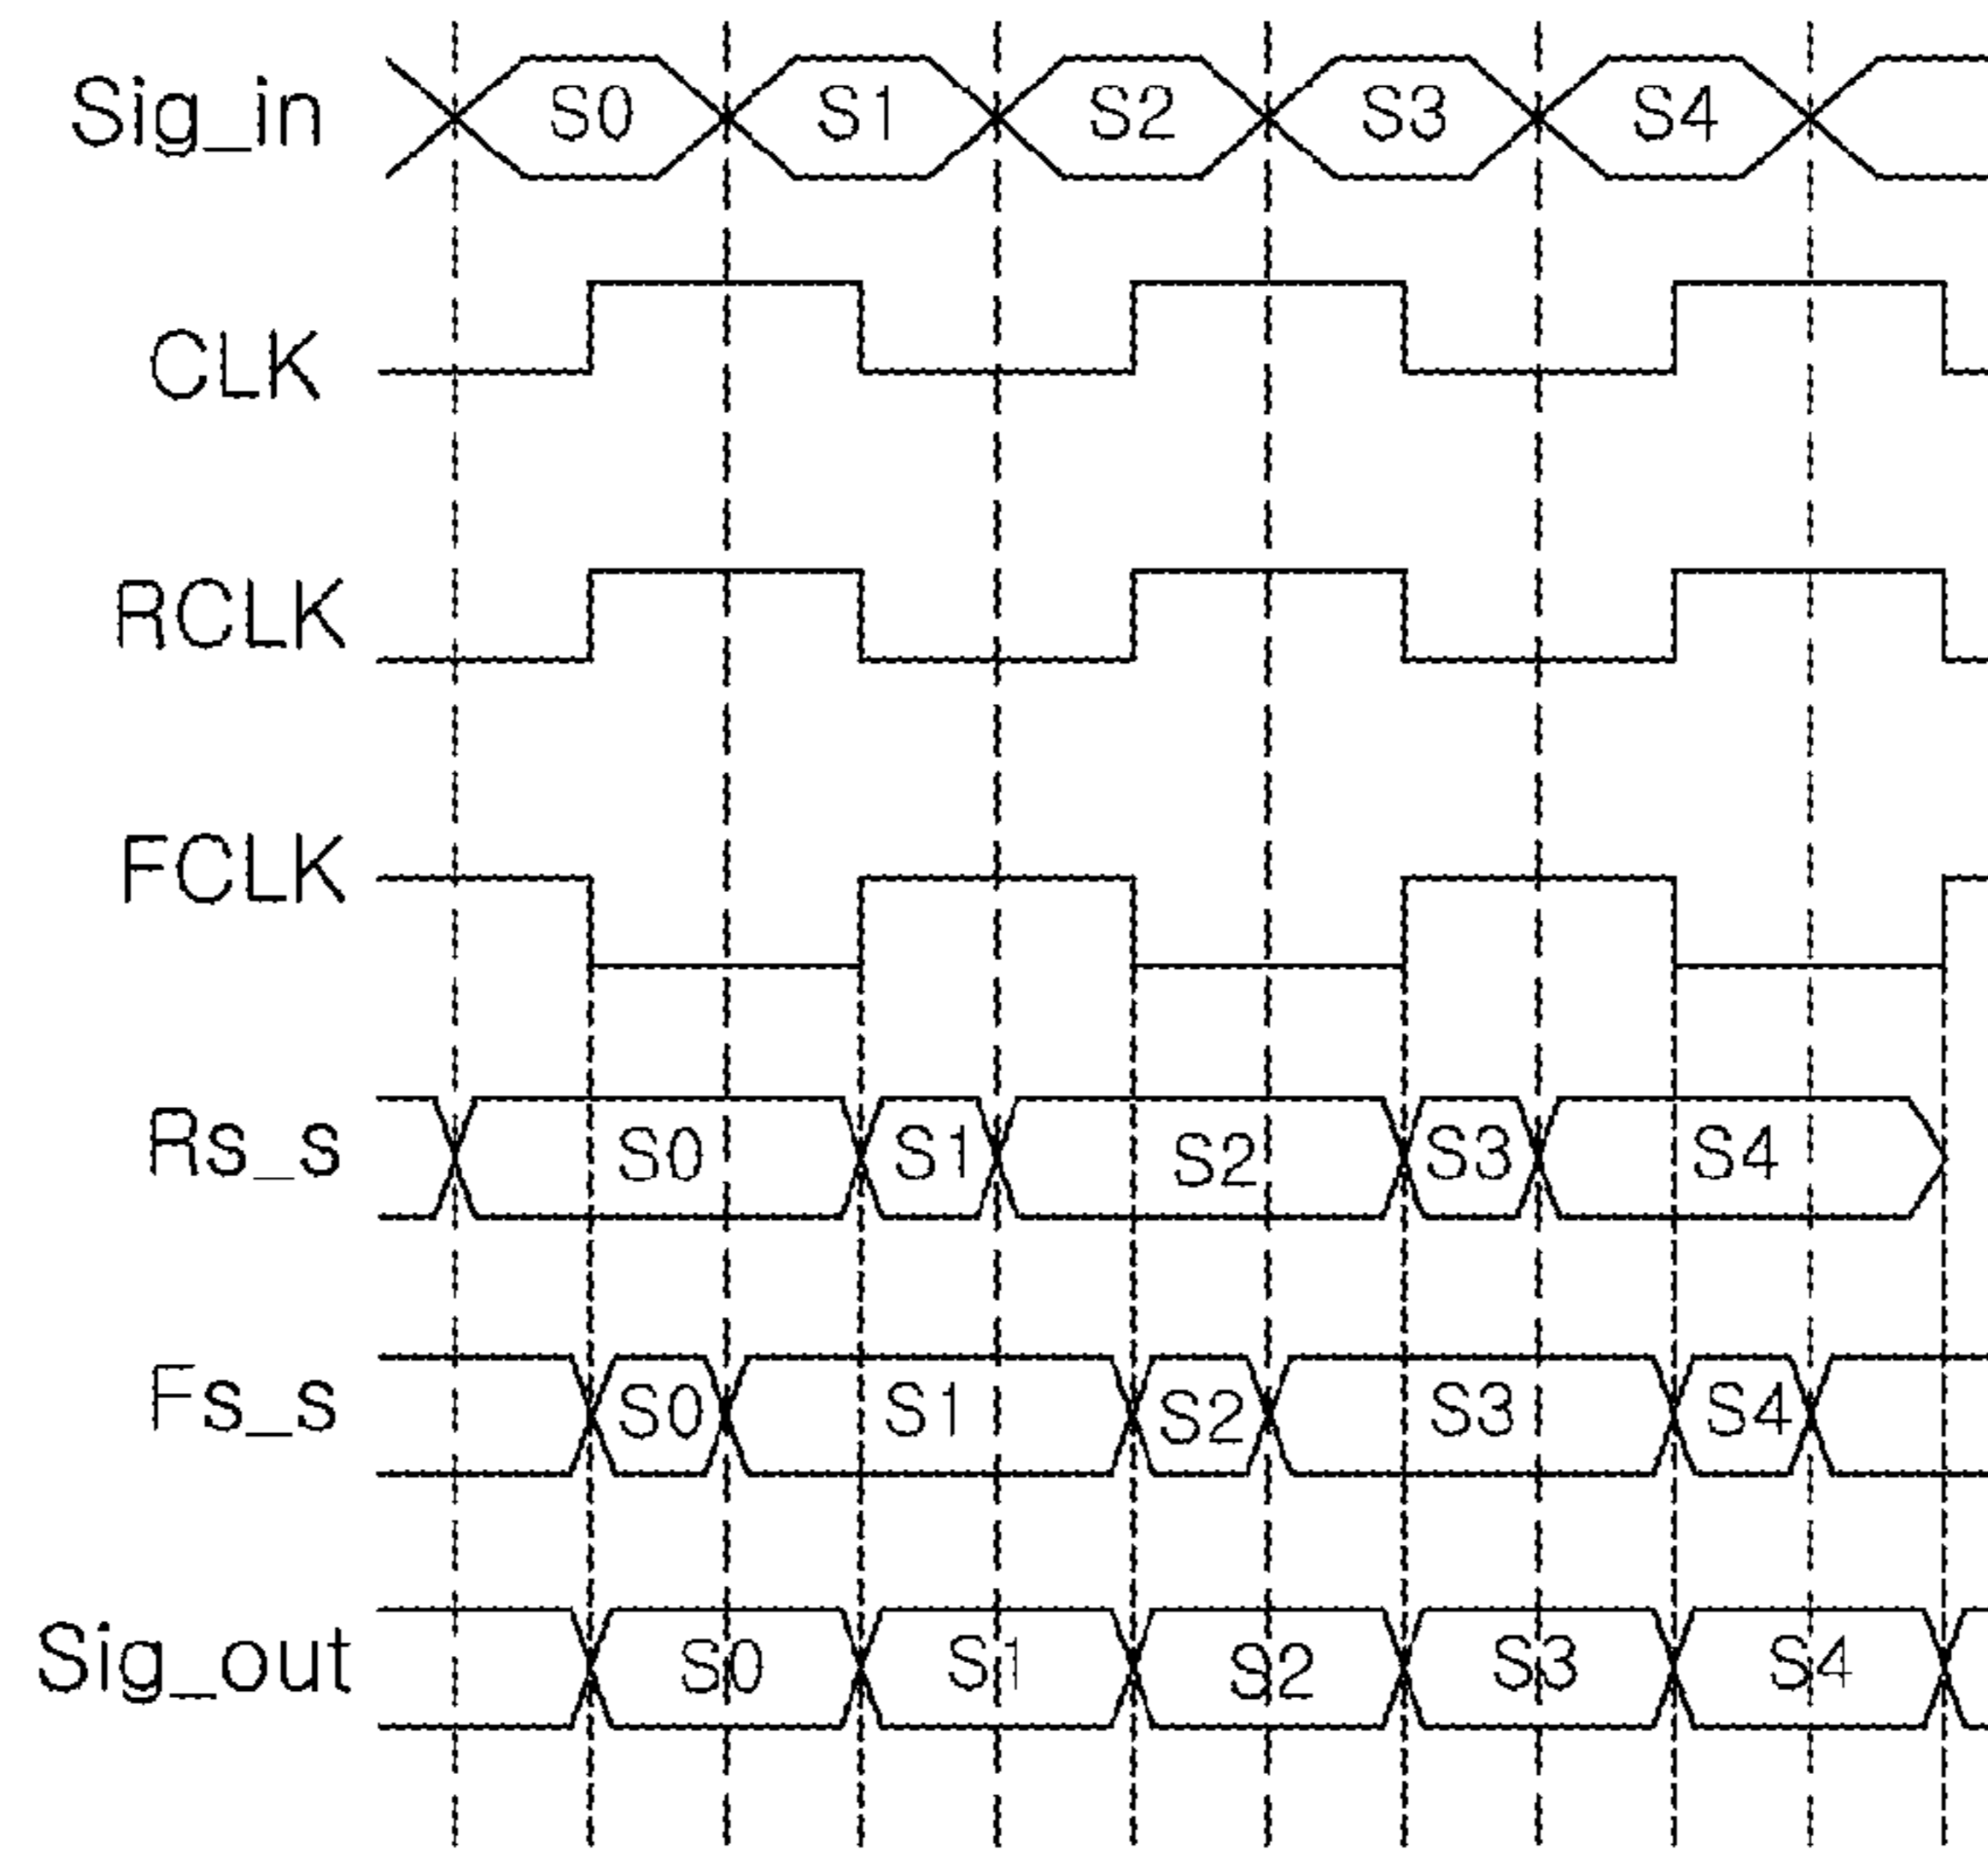 Sig_in S0 S1 S2 S3 S4
CLK
RCLK
FCLK
Rs_s S0 S1 S2 S3 S4
Fs_s S0 S1 S2 S3 S4
Sig_out S0 S1 S2 S3 S4